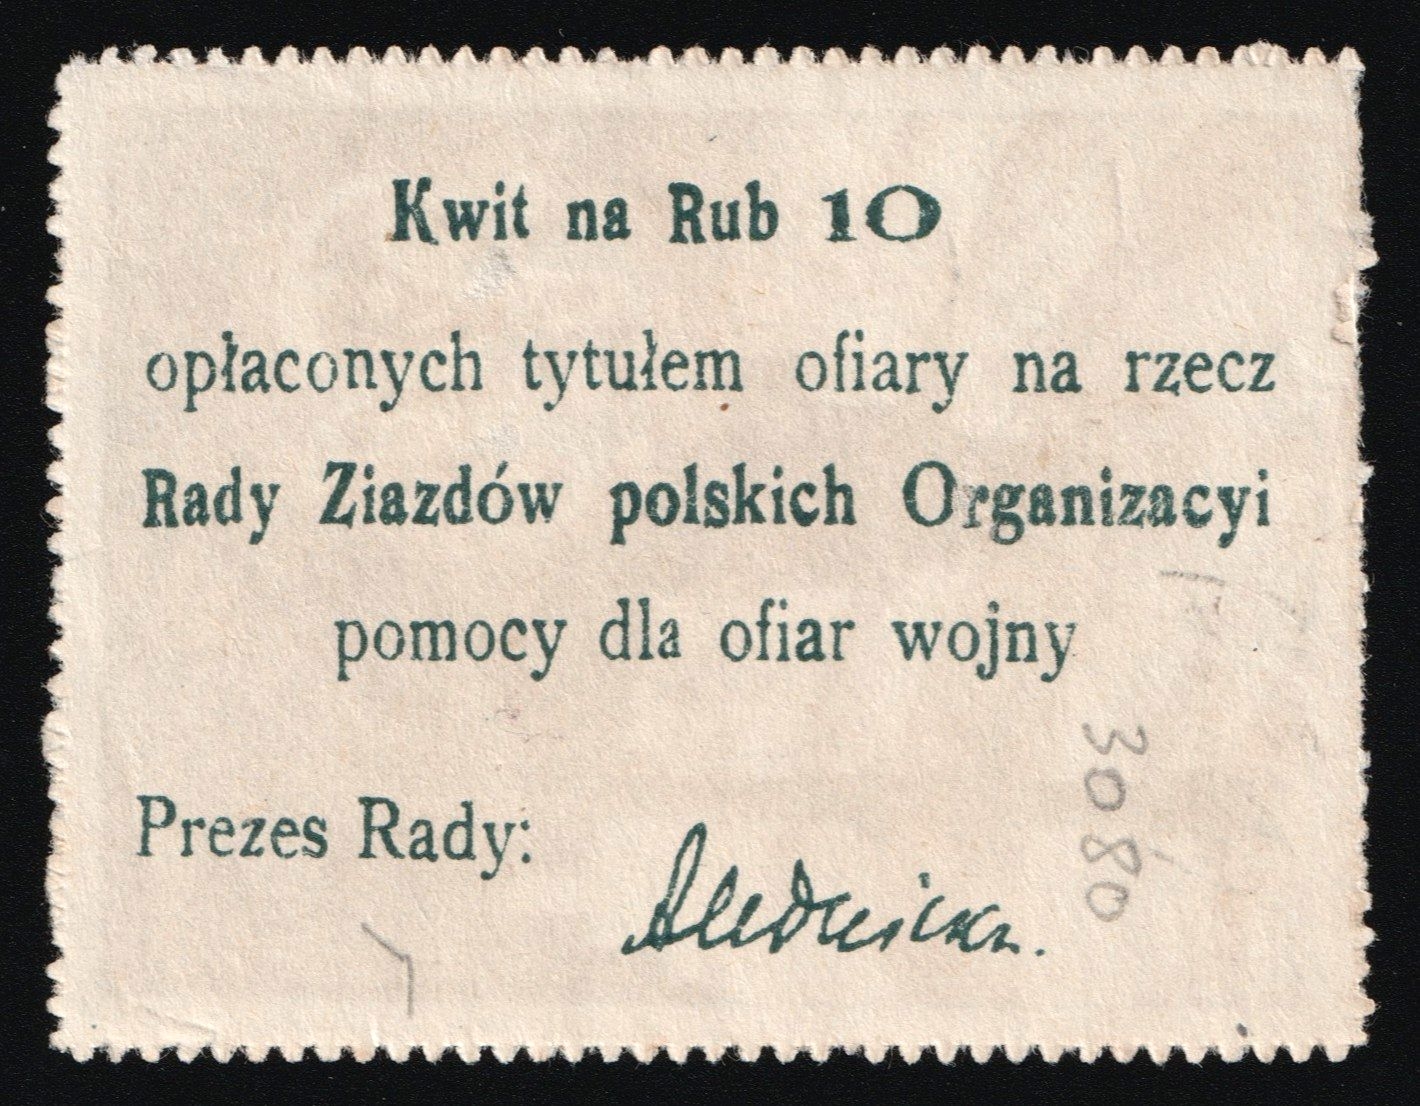 Kwit na Rub 10
opłaconych tytułem ofiary na rzecz
Rady Ziazdów polskich Organizacyi
pomocy dla ofiar wojny
Prezes Rady:
3080